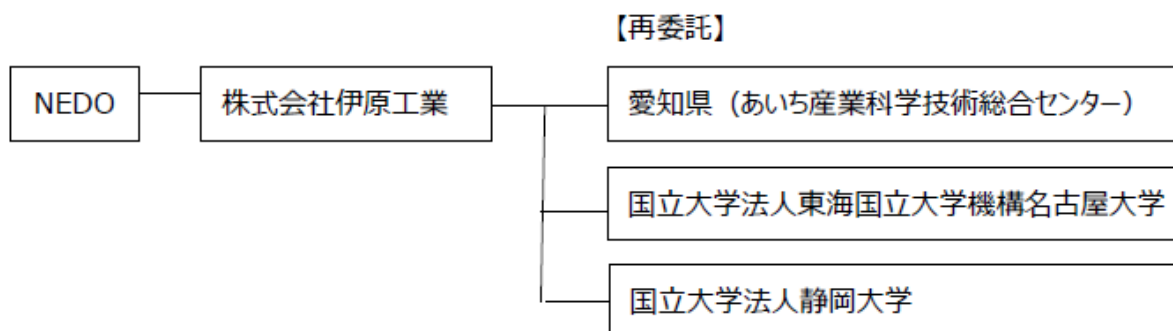 【再委託】
NEDO
株式会社伊原工業
愛知県（あいち産業科学技術総合センター）
国立大学法人東海国立大学機構名古屋大学
国立大学法人静岡大学